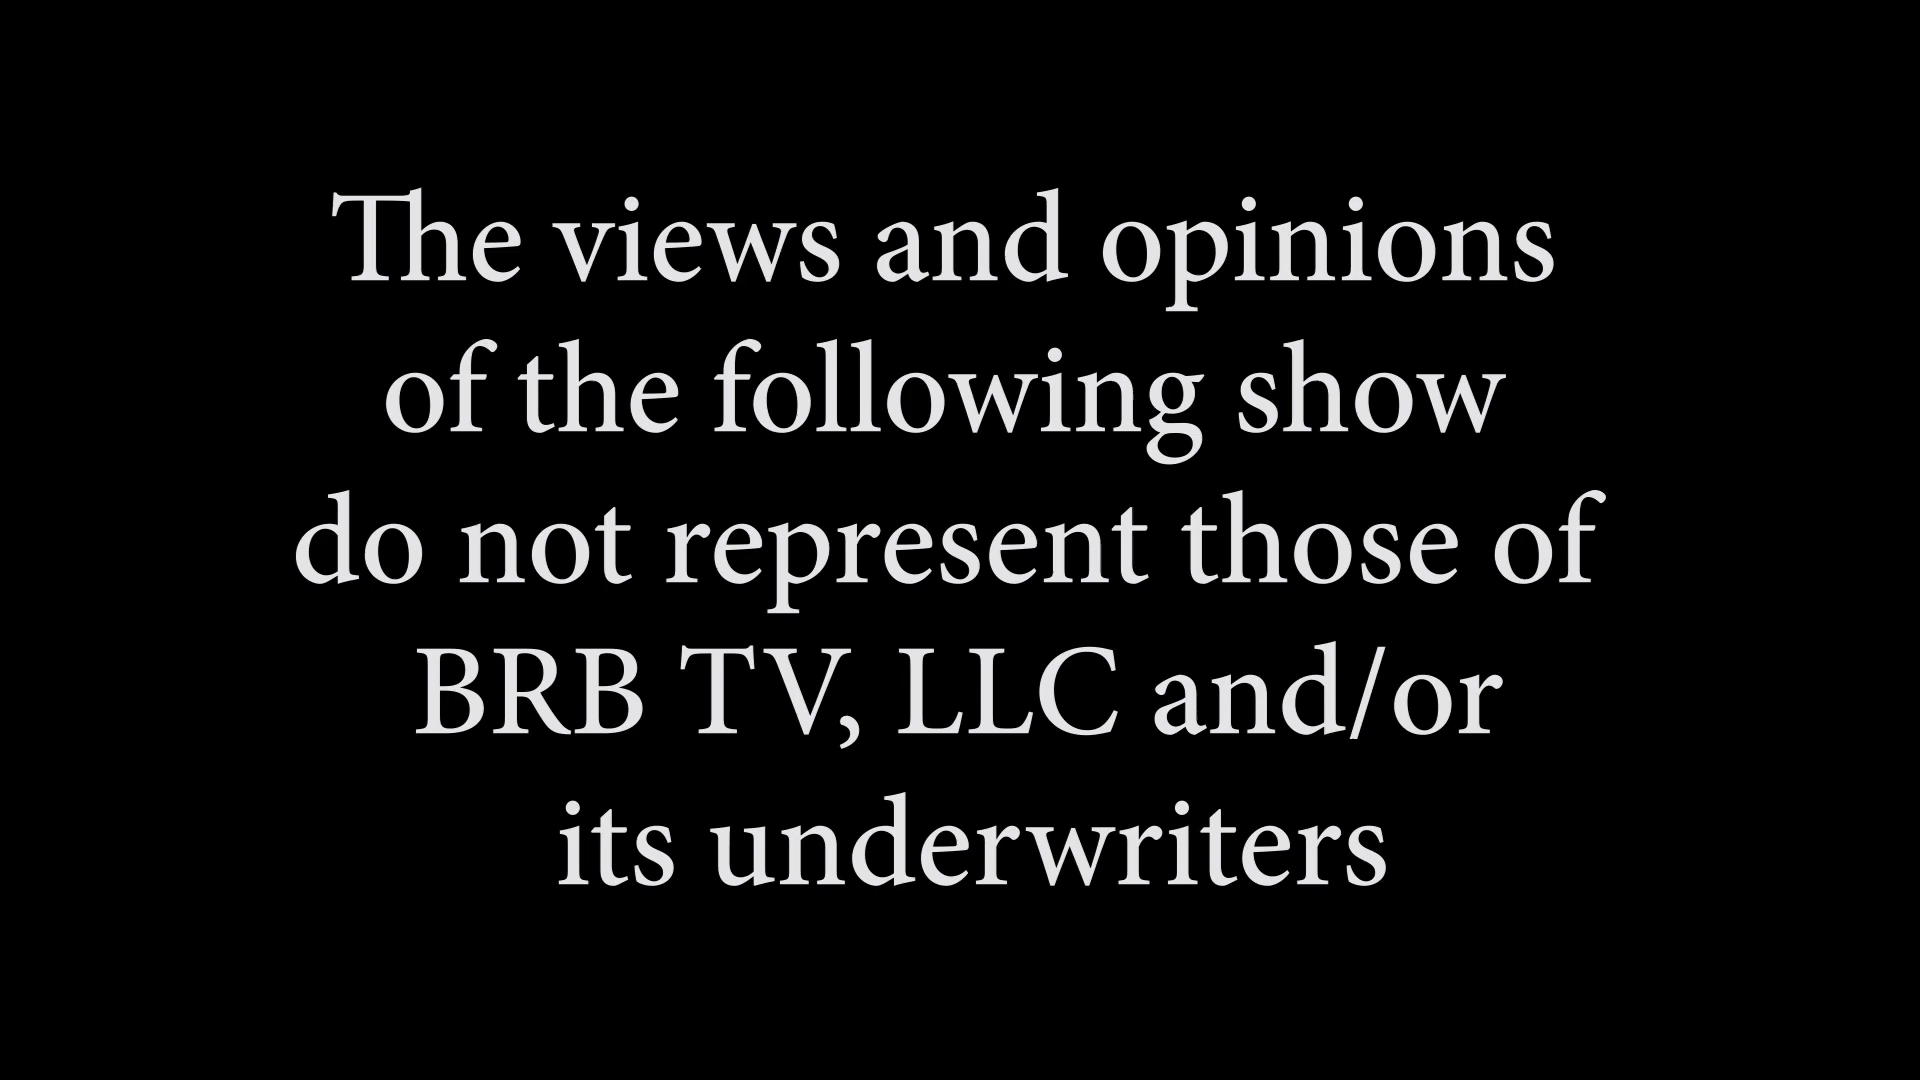 The views and opinions
of the following show
do not represent those of
BRB TV, LLC and/or
its underwriters